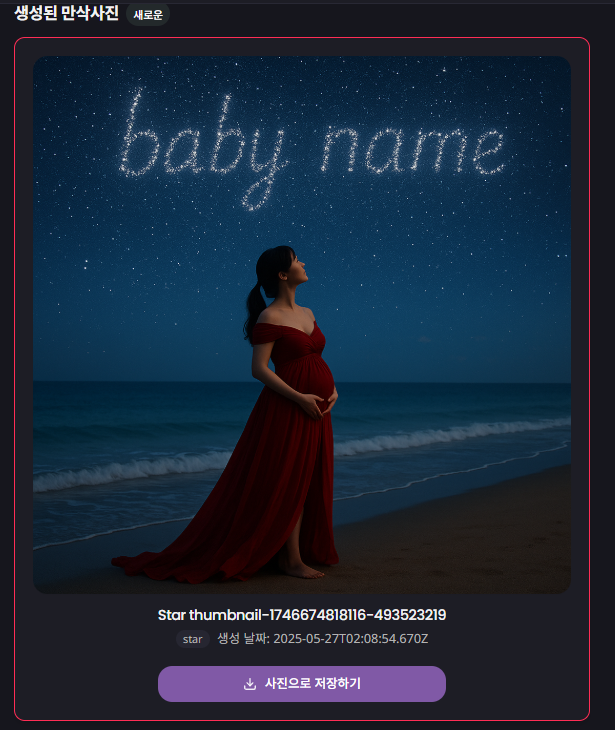 생성된 만삭사진 새로운
baby name
Star thumbnail-1746674818116-493523219
star 생성 날짜: 2025-05-27T02:08:54.670Z
사진으로 저장하기